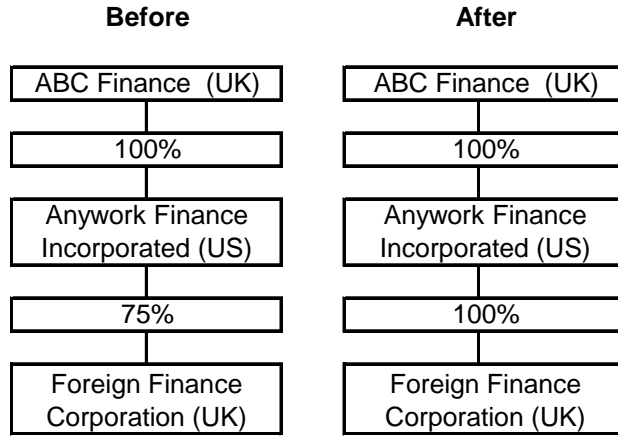 Before
ABC Finance (UK)
100%
Anywork Finance
Incorporated (US)
75%
Foreign Finance
Corporation (UK)
After
ABC Finance (UK)
100%
Anywork Finance
Incorporated (US)
100%
Foreign Finance
Corporation (UK)